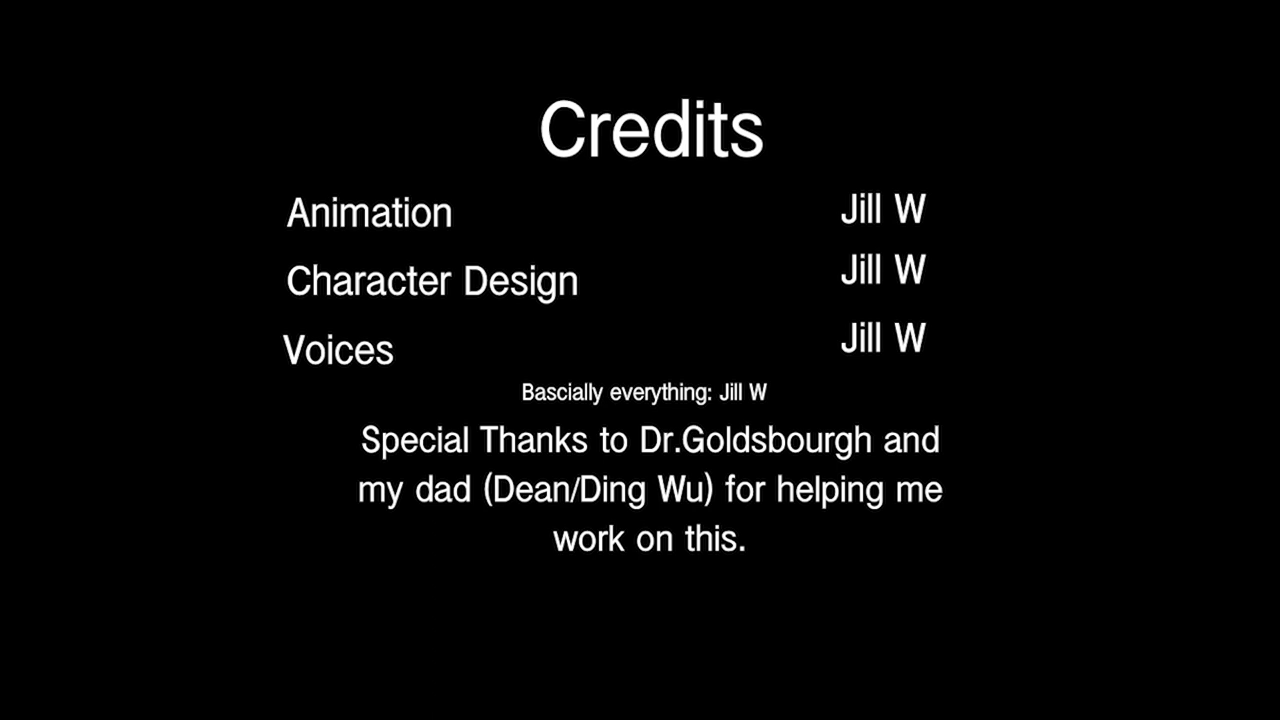 Credits
Animation Jill W
Character Design Jill W
Voices Jill W
Bascially everything: Jill W
Special Thanks to Dr.Goldsbourgh and
my dad (Dean/Ding Wu) for helping me
work on this.